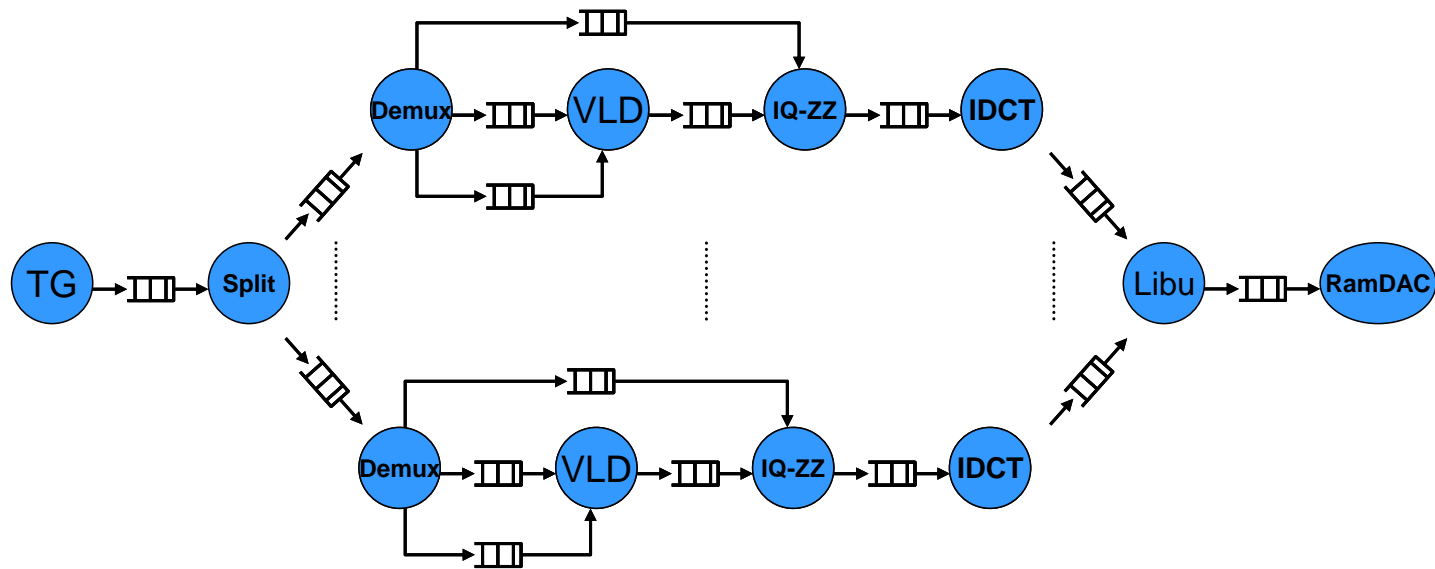 Demux
VLD
IQ-ZZ
IDCT
TG
Split
Libu
RamDAC
Demux
VLD
IQ-ZZ
IDCT